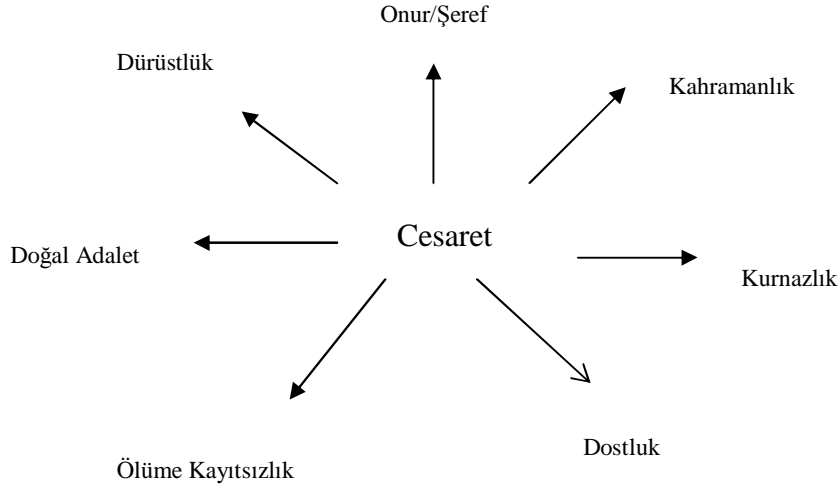 Onur/Şeref
Dürüstlük
Kahramanlık
Cesaret
Doğal Adalet
Kurnazlık
Dostluk
Ölüme Kayıtsızlık